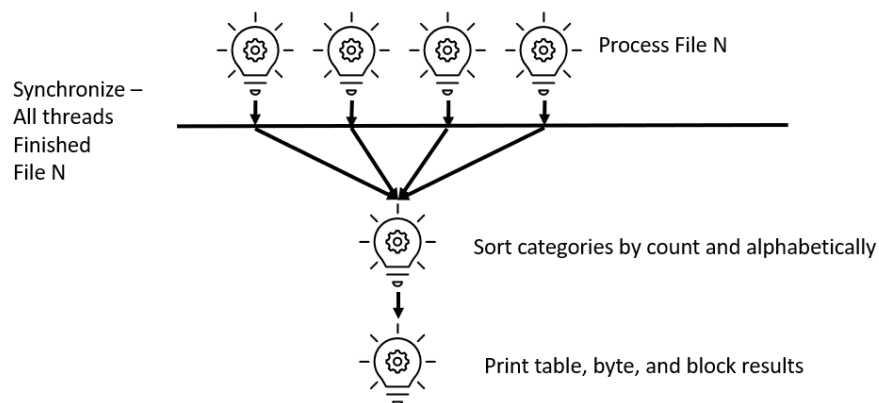 Process File N
Synchronize –
All threads
Finished
File N
Sort categories by count and alphabetically
Print table, byte, and block results